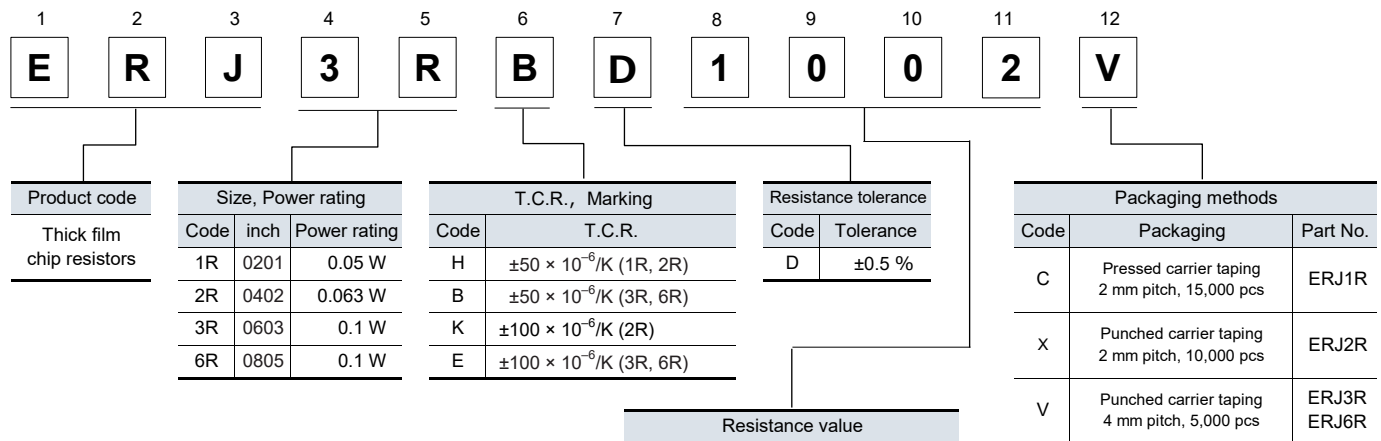 1 2 3 4 5 6 7 8 9 10 11 12
E R J 3 R B D 1 0 0 2 V
Product code
Thick film
chip resistors
Size, Power rating
Code inch Power rating
1R 0201 0.05 W
2R 0402 0.063 W
3R 0603 0.1 W
6R 0805 0.1 W
T.C.R., Marking
Code T.C.R.
H ±50 × 10⁻⁶/K (1R, 2R)
B ±50 × 10⁻⁶/K (3R, 6R)
K ±100 × 10⁻⁶/K (2R)
E ±100 × 10⁻⁶/K (3R, 6R)
Resistance tolerance
Code Tolerance
D ±0.5 %
Resistance value
Packaging methods
Code Packaging Part No.
C Pressed carrier taping
2 mm pitch, 15,000 pcs ERJ1R
X Punched carrier taping
2 mm pitch, 10,000 pcs ERJ2R
V Punched carrier taping ERJ3R
4 mm pitch, 5,000 pcs ERJ6R